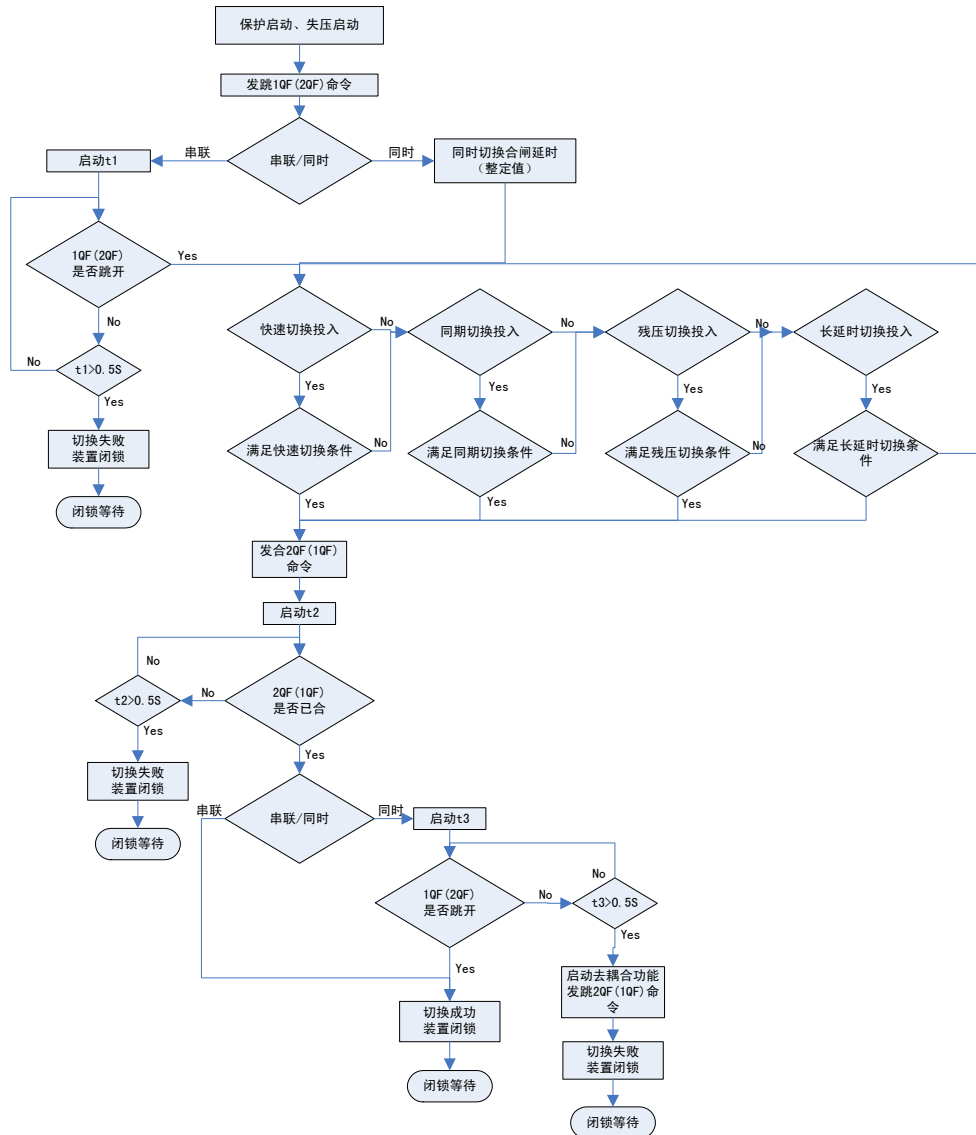 保护启动、失压启动
发跳1QF(2QF)命令
串联/同时
串联
同时
启动t1
同时切换合闸延时
（整定值）
1QF(2QF)
是否跳开
Yes
No
t1>0.5S
No
Yes
切换失败
装置闭锁
闭锁等待
快速切换投入
No
同期切换投入
No
残压切换投入
No
长延时切换投入
Yes
Yes
Yes
Yes
满足快速切换条件
No
满足同期切换条件
No
满足残压切换条件
No
满足长延时切换条
件
Yes
Yes
Yes
Yes
发合2QF(1QF)
命令
启动t2
No
2QF(1QF)
是否已合
No
t2>0.5S
Yes
Yes
切换失败
装置闭锁
闭锁等待
串联
串联/同时
同时
启动t3
1QF(2QF)
是否跳开
No
No
t3>0.5S
Yes
Yes
启动去耦合功能
发跳2QF(1QF)命
令
切换成功
装置闭锁
闭锁等待
切换失败
装置闭锁
闭锁等待